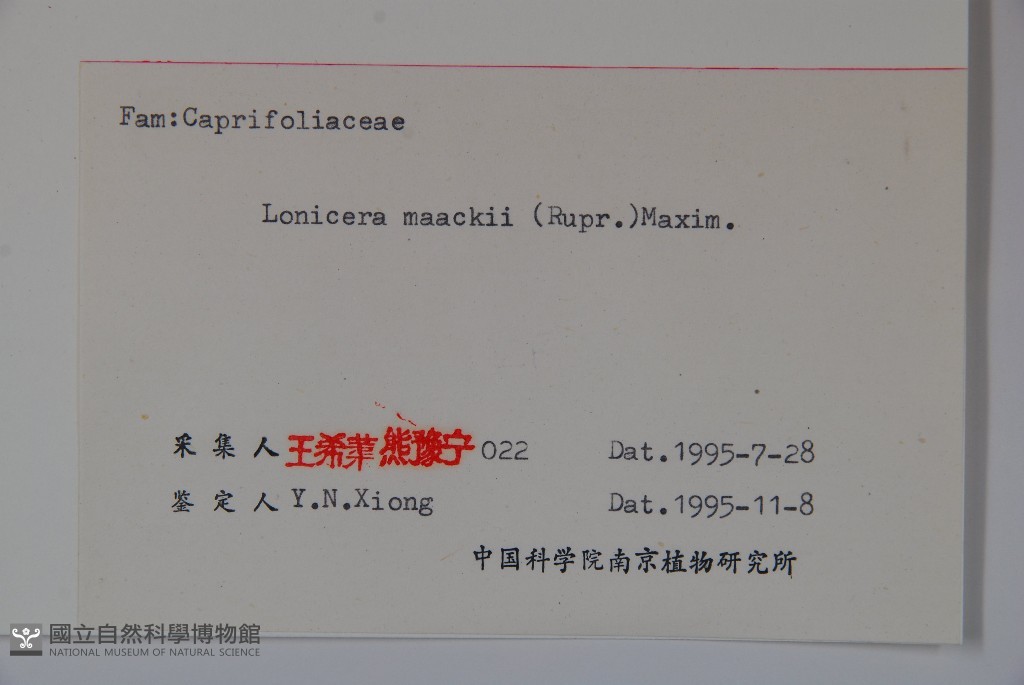 Fam:Caprifoliaceae
Lonicera maackii (Rupr.)Maxim.
采集人 王希华 熊豫宁 022 Dat.1995-7-28
鉴定人 Y.N.Xiong Dat.1995-11-8
中国科学院南京植物研究所
國立自然科學博物館
NATIONAL MUSEUM OF NATURAL SCIENCE